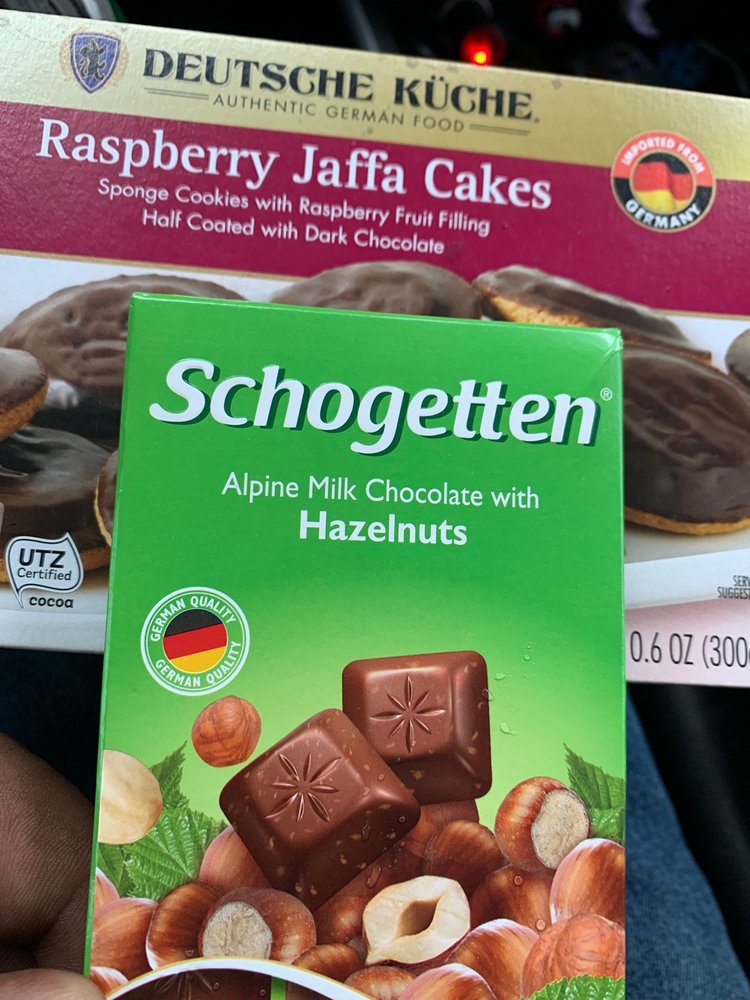 DEUTSCHE KÜCHE®
AUTHENTIC GERMAN FOOD
Raspberry Jaffa Cakes
Sponge Cookies with Raspberry Fruit Filling
Half Coated with Dark Chocolate
IMPORTED FROM
GERMANY
Schogetten®
Alpine Milk Chocolate with
Hazelnuts
UTZ
Certified
cocoa
GERMAN QUALITY
GERMAN QUALITY
0.6 OZ (300